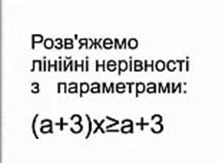 Розв'яжемо
лінійні нерівності
з параметрами:
(a+3)x≥a+3